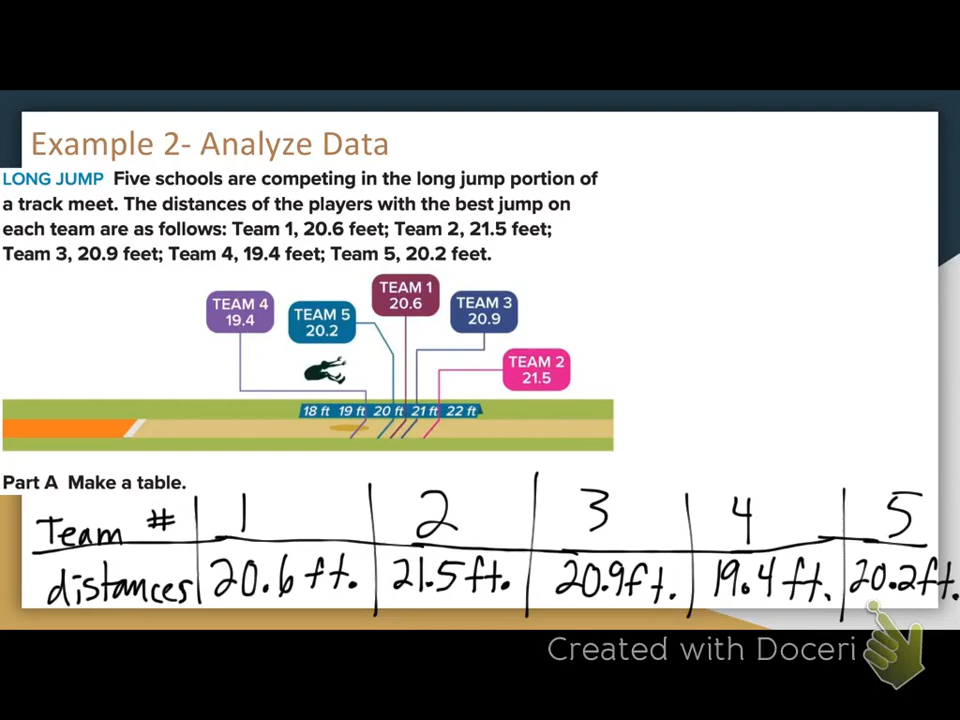 Example 2- Analyze Data
LONG JUMP Five schools are competing in the long jump portion of
a track meet. The distances of the players with the best jump on
each team are as follows: Team 1, 20.6 feet; Team 2, 21.5 feet;
Team 3, 20.9 feet; Team 4, 19.4 feet; Team 5, 20.2 feet.
TEAM 4
19.4
TEAM 5
20.2
TEAM 1
20.6
TEAM 3
20.9
TEAM 2
21.5
18 ft 19 ft 20 ft 21 ft 22 ft
Part A Make a table.
Team # 1 2 3 4 5
distances 20.6 ft. 21.5 ft. 20.9 ft. 19.4 ft. 20.2 ft.
Created with Doceri